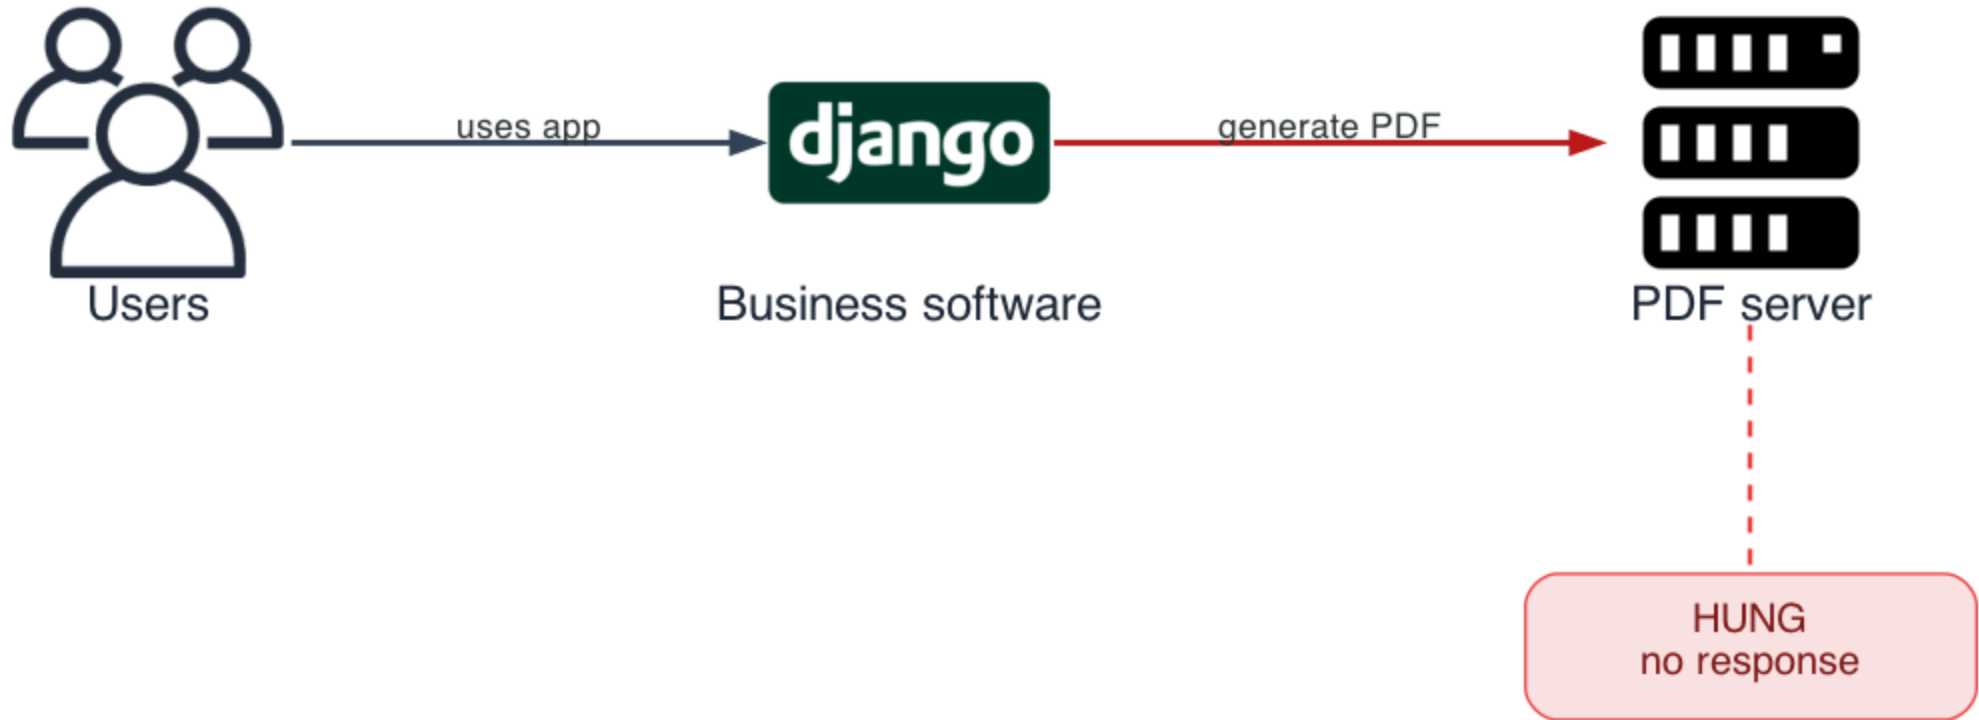 uses app
django
generate PDF
Users
Business software
PDF server
HUNG
no response